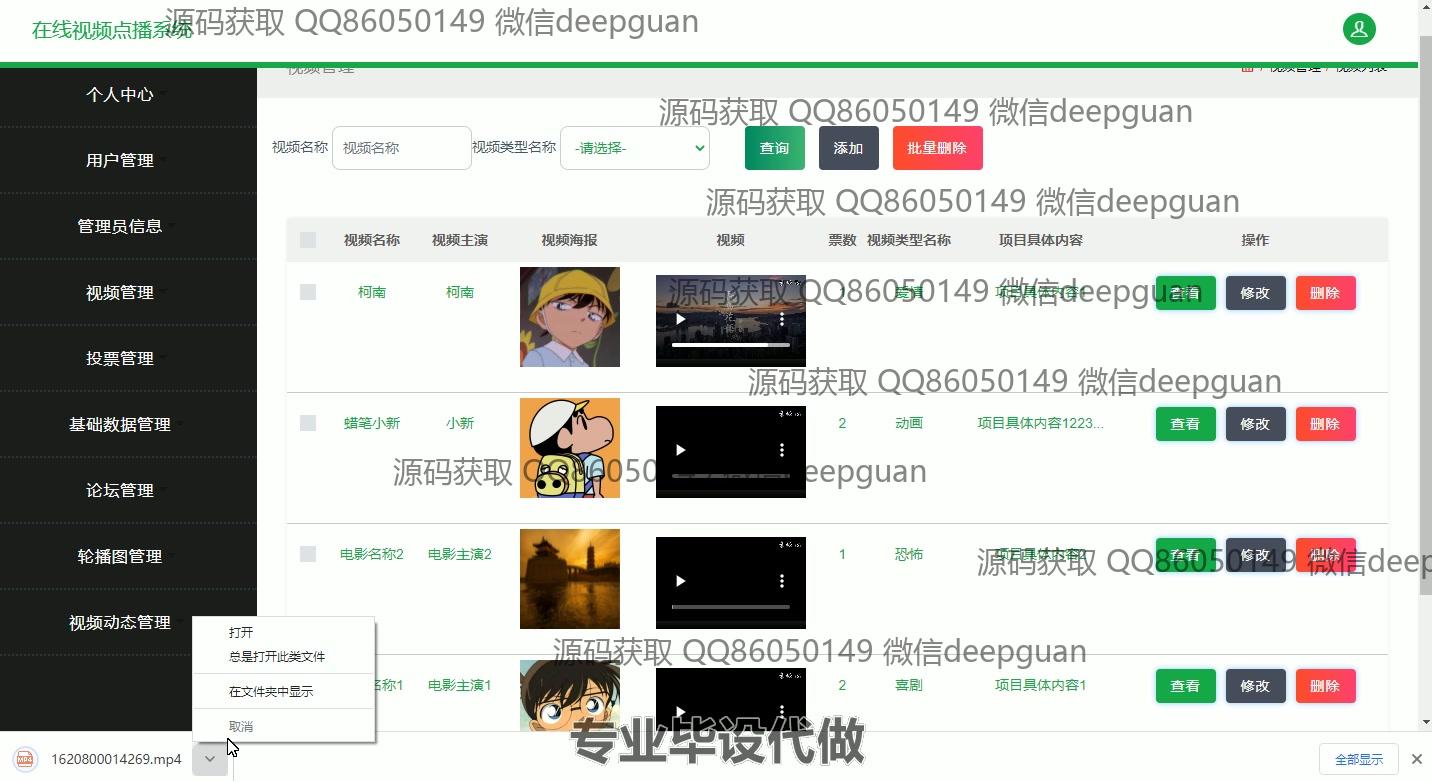 在线视频点播系统
源码获取 QQ86050149 微信deepguan
视频管理
/ 视频管理 / 视频列表
个人中心
用户管理
管理员信息
视频管理
投票管理
基础数据管理
论坛管理
轮播图管理
视频动态管理
源码获取 QQ86050149 微信deepguan
视频名称 视频名称 视频类型名称 -请选择- 查询 添加 批量删除
源码获取 QQ86050149 微信deepguan
视频名称 视频主演 视频海报 视频 票数 视频类型名称 项目具体内容 操作
柯南 柯南 1 爱情 项目具体内容 查看 修改 删除
源码获取 QQ86050149 微信deepguan
源码获取 QQ86050149 微信deepguan
蜡笔小新 小新 2 动画 项目具体内容1223... 查看 修改 删除
源码获取 QQ86050149 微信deepguan
电影名称2 电影主演2 1 恐怖 项目具体内容2 查看 修改 删除
源码获取 QQ86050149 微信deep
源码获取 QQ86050149 微信deepguan
名称1 电影主演1 2 喜剧 项目具体内容1 查看 修改 删除
打开
总是打开此类文件
在文件夹中显示
取消
专业毕设代做
MP4 1620800014269.mp4 全部显示